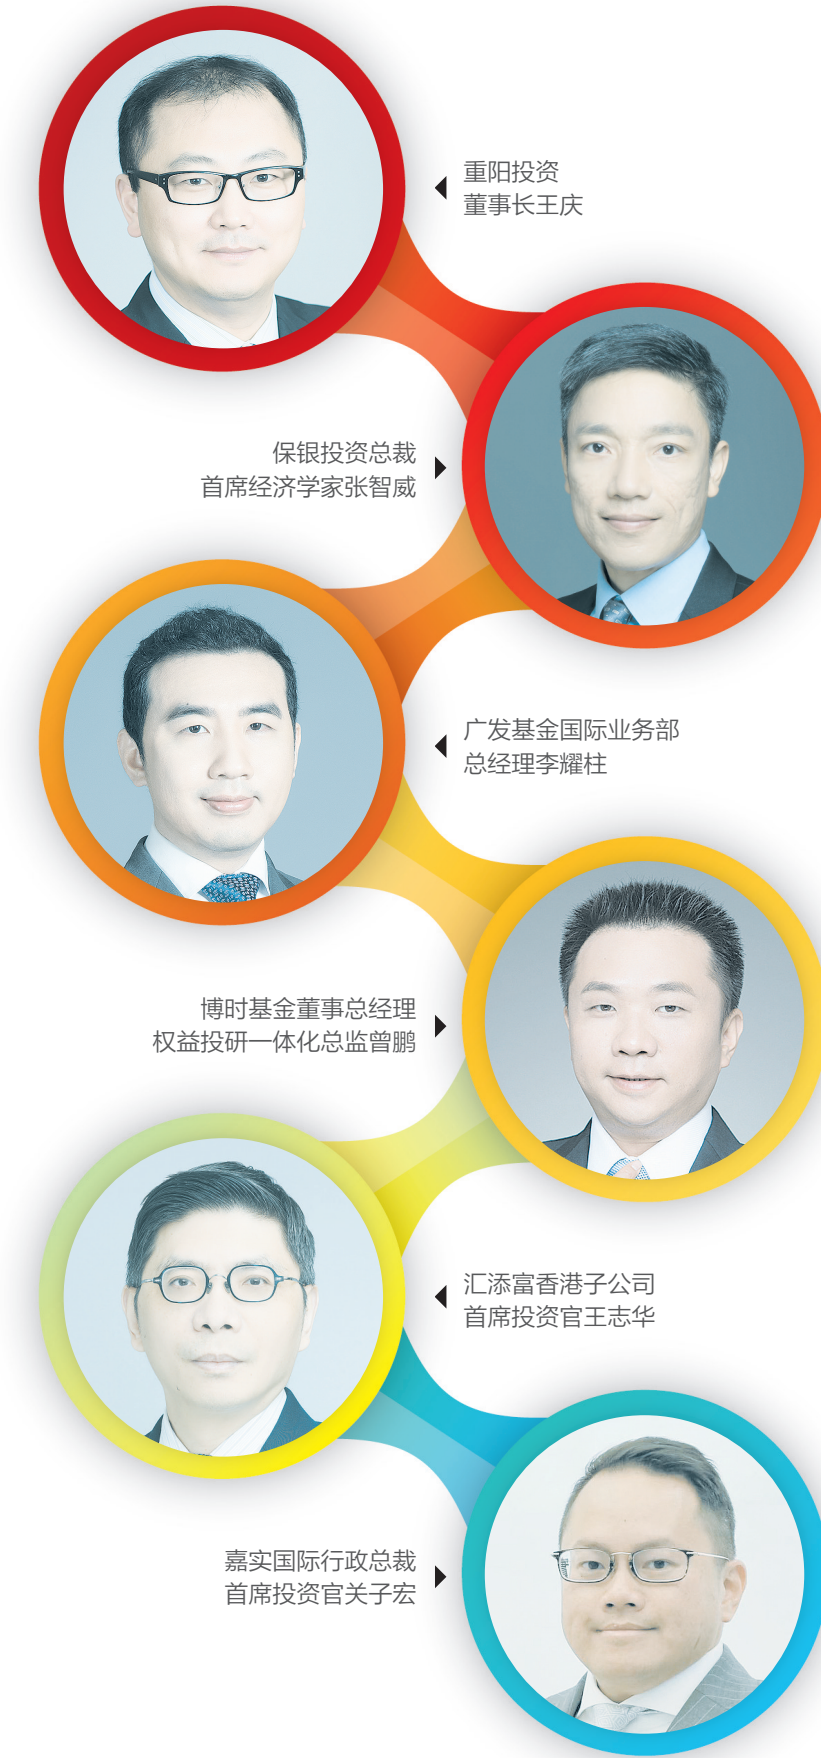 重阳投资
董事长王庆
保银投资总裁
首席经济学家张智威
广发基金国际业务部
总经理李耀柱
博时基金董事总经理
权益投研一体化总监曾鹏
汇添富香港子公司
首席投资官王志华
嘉实国际行政总裁
首席投资官关子宏